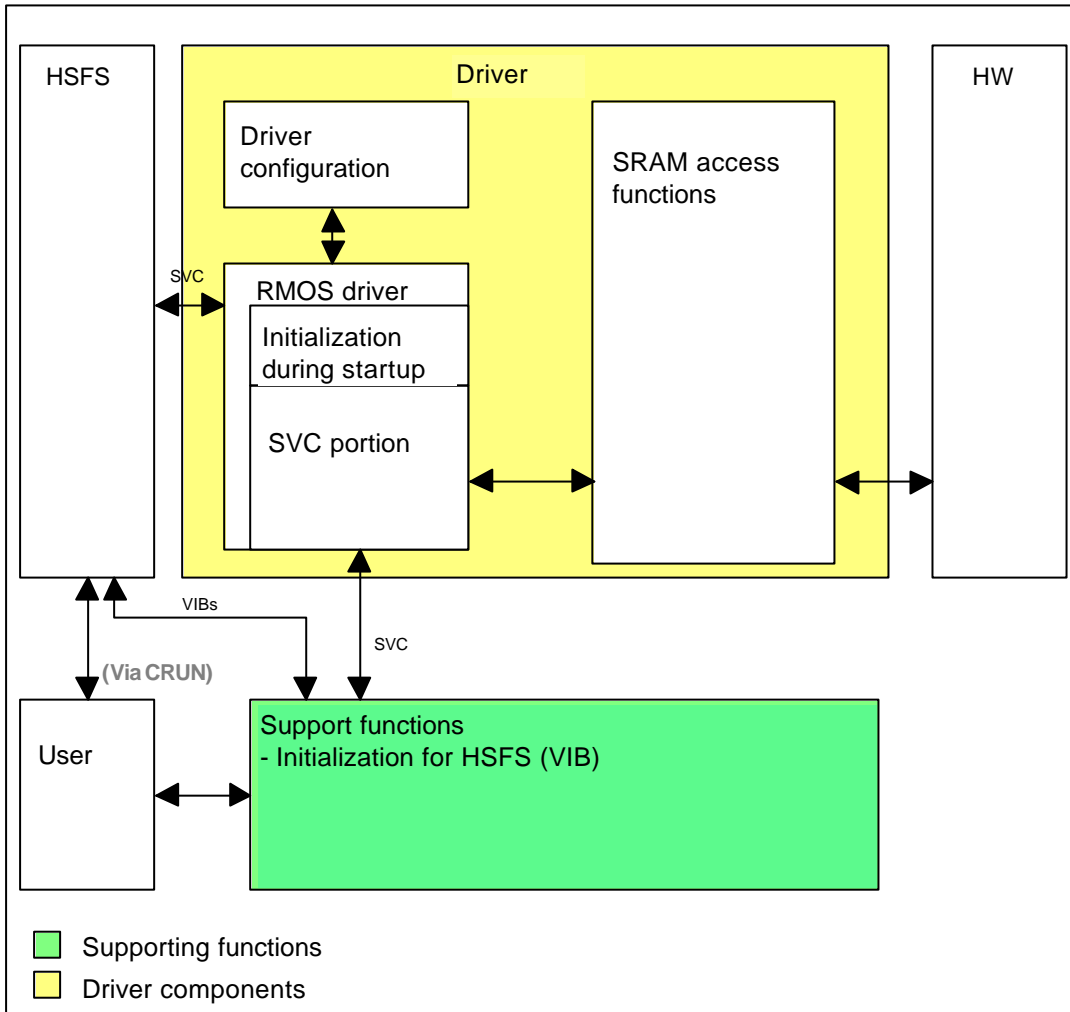 HSFS
Driver
HW
Driver
configuration
SRAM access
functions
SVC
RMOS driver
Initialization
during startup
SVC portion
VIBs
SVC
(Via CRUN)
User
Support functions
- Initialization for HSFS (VIB)
Supporting functions
Driver components